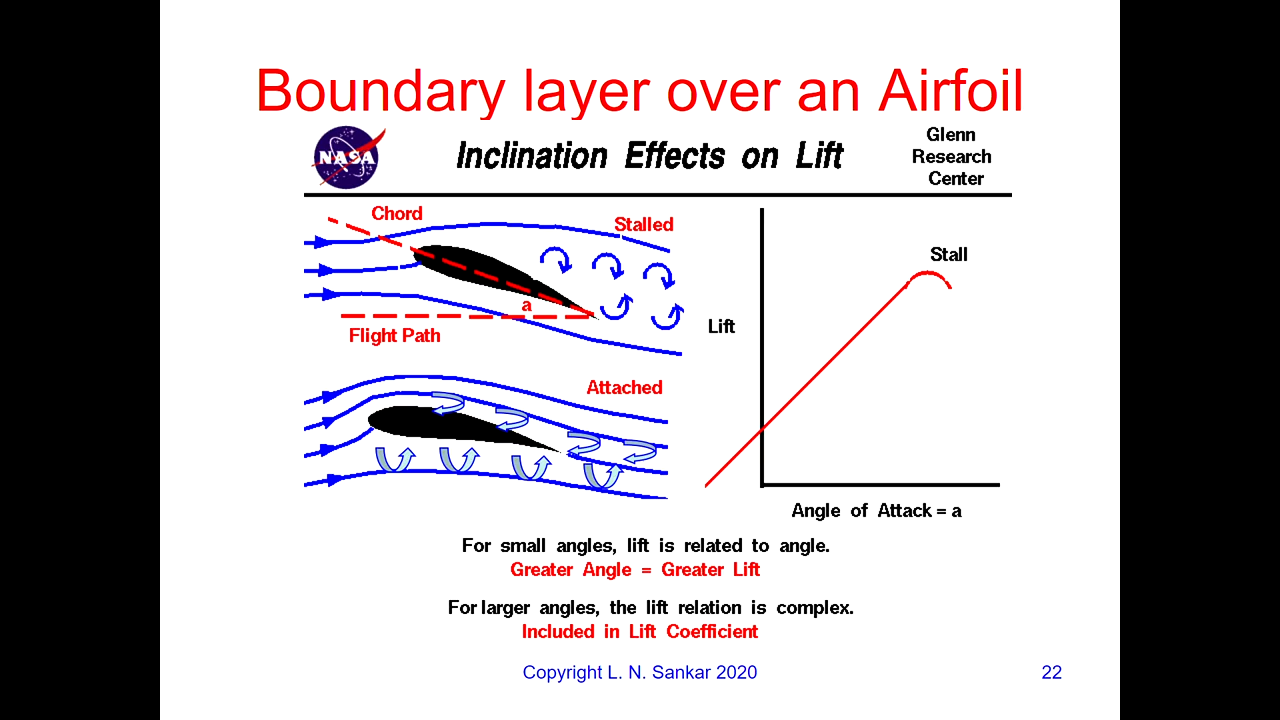 Boundary layer over an Airfoil
NASA
Inclination Effects on Lift
Glenn
Research
Center
Chord
Stalled
a
Flight Path
Attached
Stall
Lift
Angle of Attack = a
For small angles, lift is related to angle.
Greater Angle = Greater Lift
For larger angles, the lift relation is complex.
Included in Lift Coefficient
Copyright L. N. Sankar 2020
22